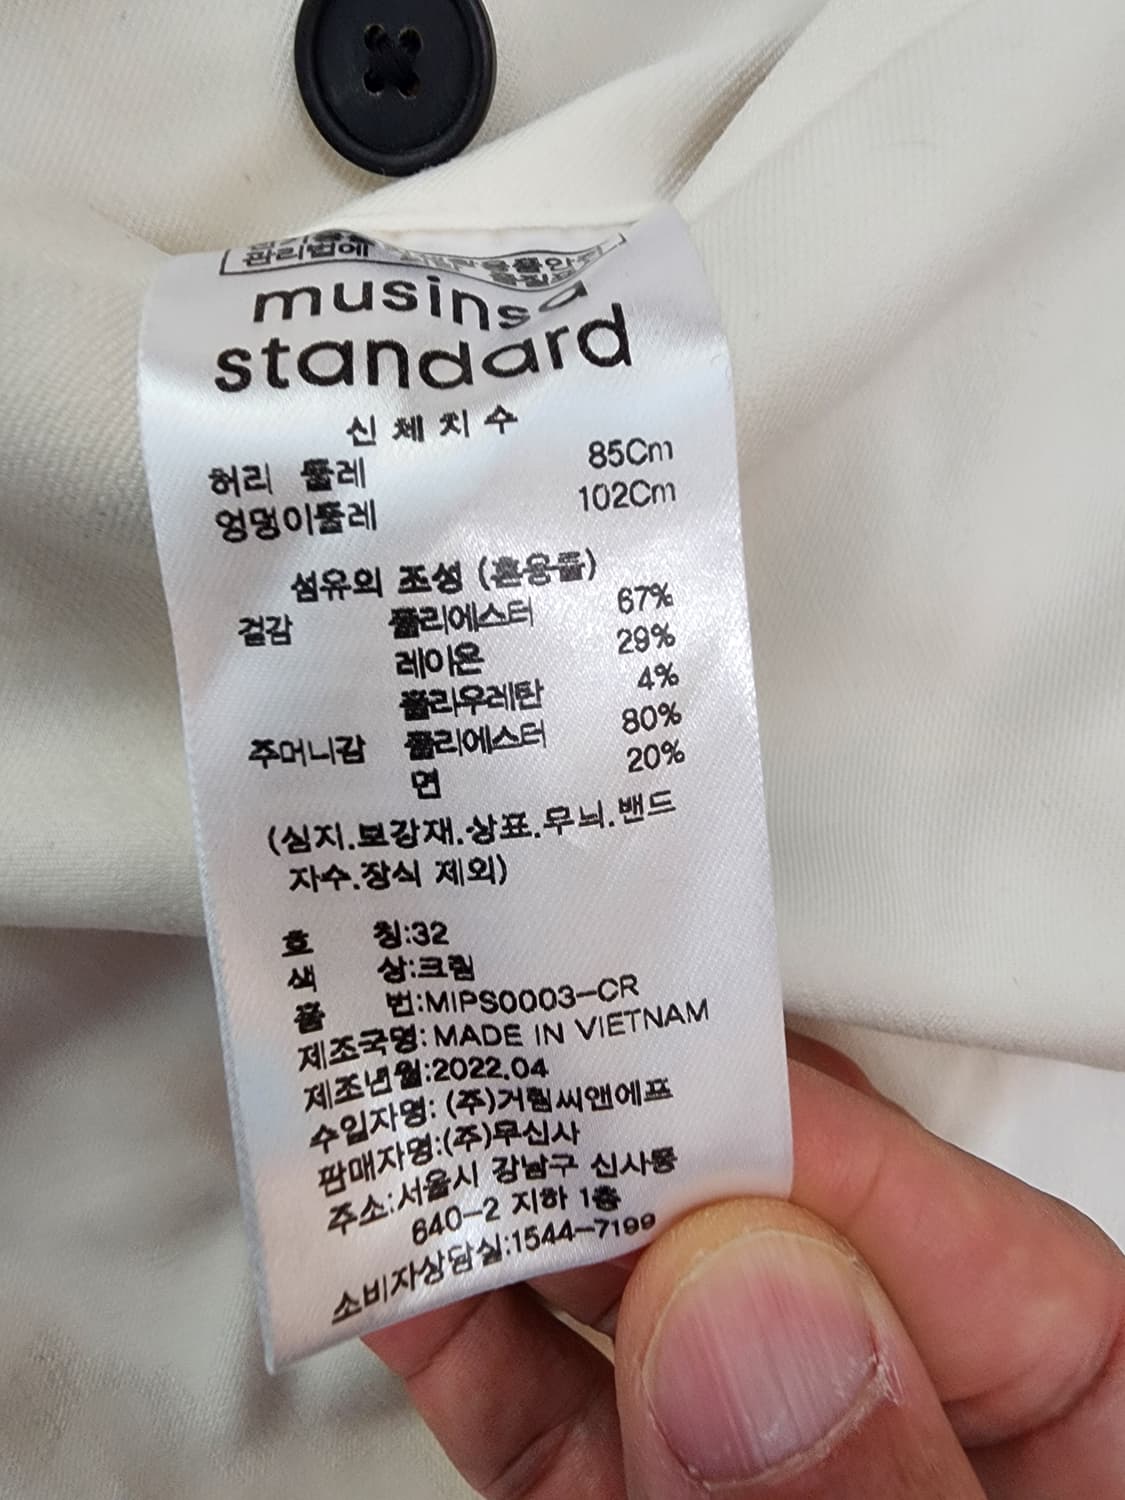 관리법에
musinsa
standard
신체치수
허리 둘레 85Cm
엉덩이둘레 102Cm
섬유의 조성 (혼용률)
겉감 폴리에스터 67%
레이온 29%
폴리우레탄 4%
주머니감 폴리에스터 80%
면 20%
(심지.보강재.상표.무늬.밴드
자수.장식 제외)
호 칭:32
색 상:크림
품 번:MIPS0003-CR
제조국명: MADE IN VIETNAM
제조년월:2022.04
수입자명: (주)거림씨앤에프
판매자명:(주)무신사
주소:서울시 강남구 신사동
640-2 지하 1층
소비자상담실:1544-7199